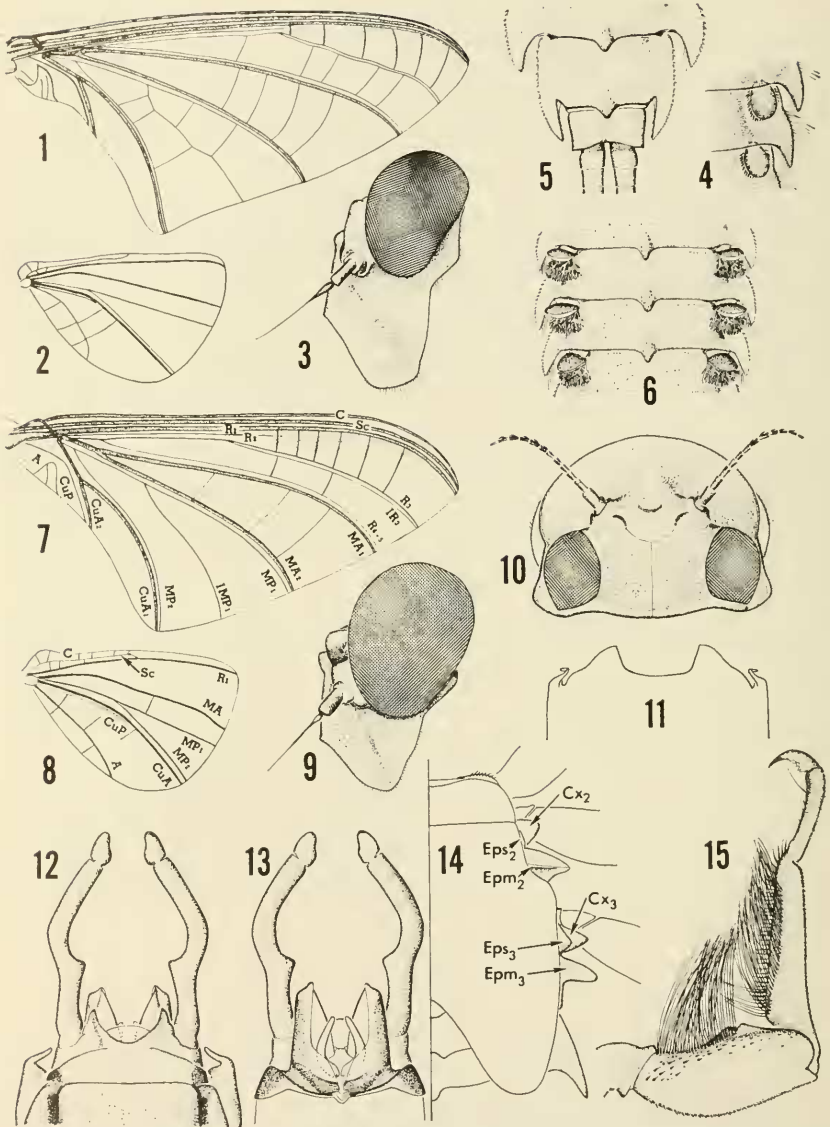 1
5
4
2
3
6
C
Sc
R₁
R₂
R₃
IR₃
R₄₋₅
MA₁
MA₂
MP₁
IMP₁
MP₂
CuA₁
CuA₂
CuP
A
7
10
C
Sc
R₁
MA
MP₁
MP₂
CuA
CuP
A
8
9
11
12
13
14
Cx₂
Eps₂
Epm₂
Cx₃
Eps₃
Epm₃
15